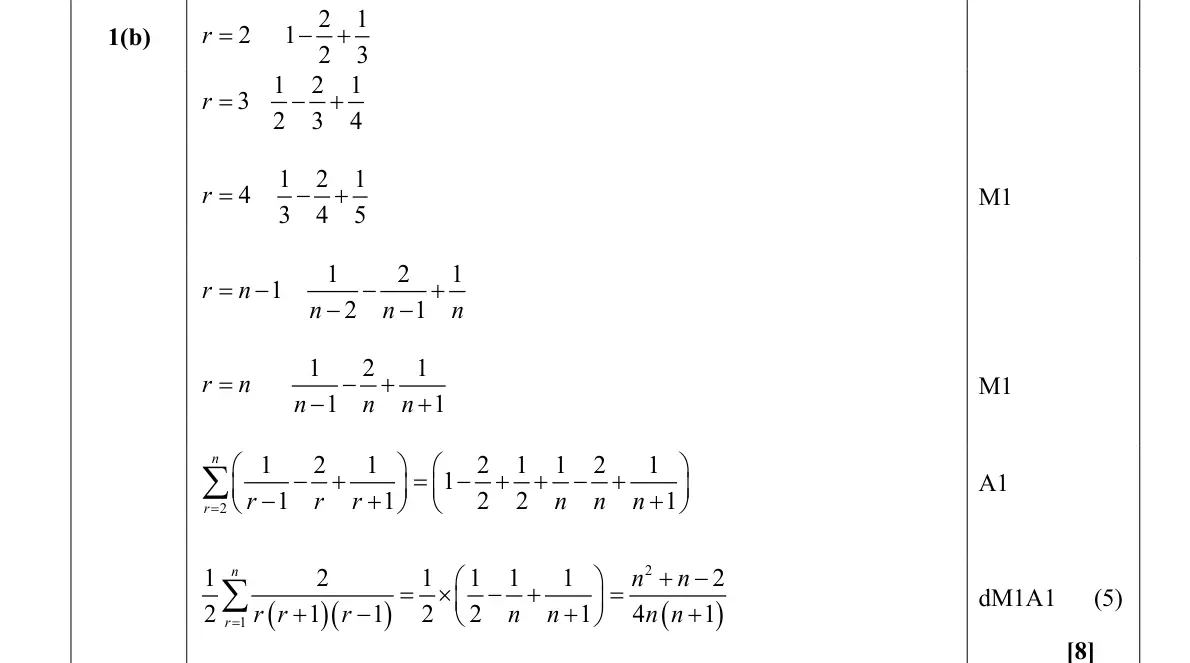 1(b) r = 2 1 − 2/2 + 1/3
r = 3 1/2 − 2/3 + 1/4
r = 4 1/3 − 2/4 + 1/5 M1
r = n − 1 1/(n − 2) − 2/(n − 1) + 1/n
r = n 1/(n − 1) − 2/n + 1/(n + 1) M1
∑_{r=2}^{n} (1/(r − 1) − 2/r + 1/(r + 1)) = (1 − 2/2 + 1/2 + 1/n − 2/n + 1/(n + 1)) A1
1/2 ∑_{r=1}^{n} 2/(r(r + 1)(r − 1)) = 1/2 × (1/2 − 1/n + 1/(n + 1)) = (n² + n − 2)/(4n(n + 1)) dM1A1 (5)
[8]